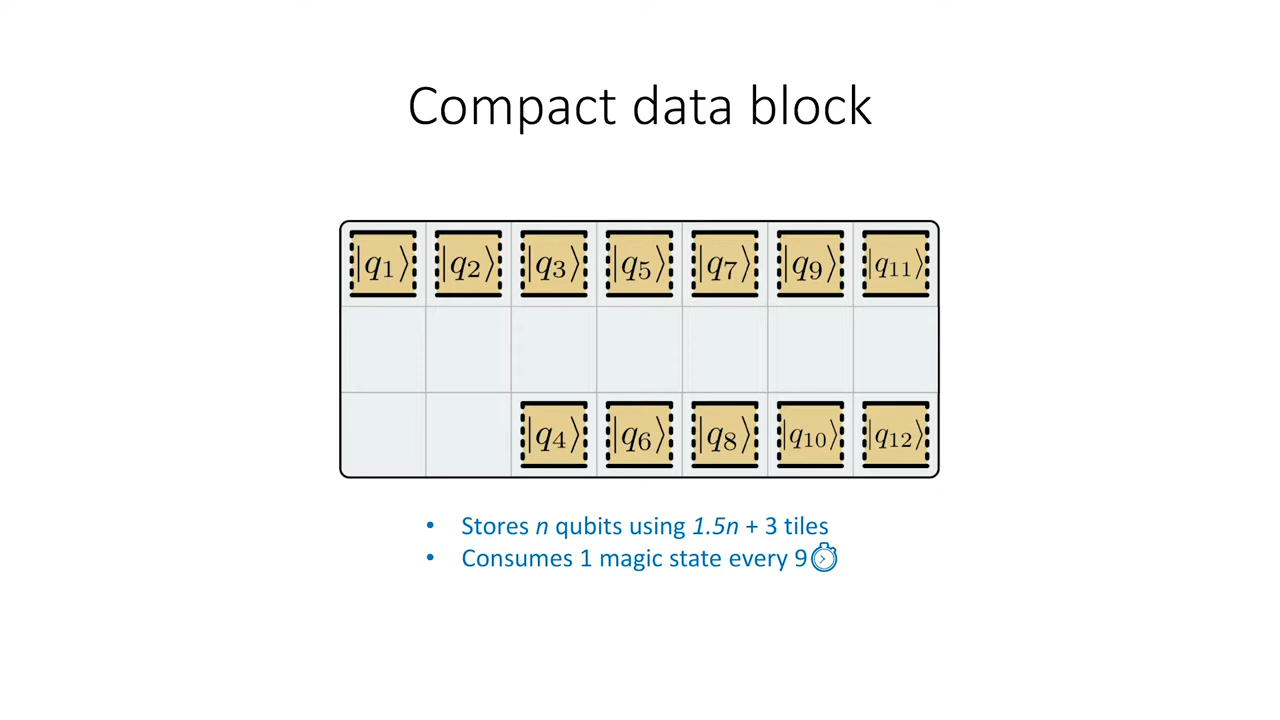 Compact data block
|q₁⟩ |q₂⟩ |q₃⟩ |q₅⟩ |q₇⟩ |q₉⟩ |q₁₁⟩
|q₄⟩ |q₆⟩ |q₈⟩ |q₁₀⟩ |q₁₂⟩
• Stores n qubits using 1.5n + 3 tiles
• Consumes 1 magic state every 9